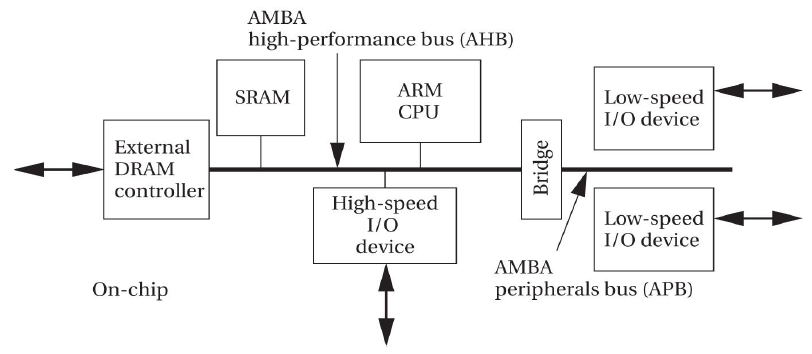 AMBA
high-performance bus (AHB)
SRAM
ARM
CPU
Low-speed
I/O device
External
DRAM
controller
Bridge
High-speed
I/O
device
Low-speed
I/O device
AMBA
peripherals bus (APB)
On-chip